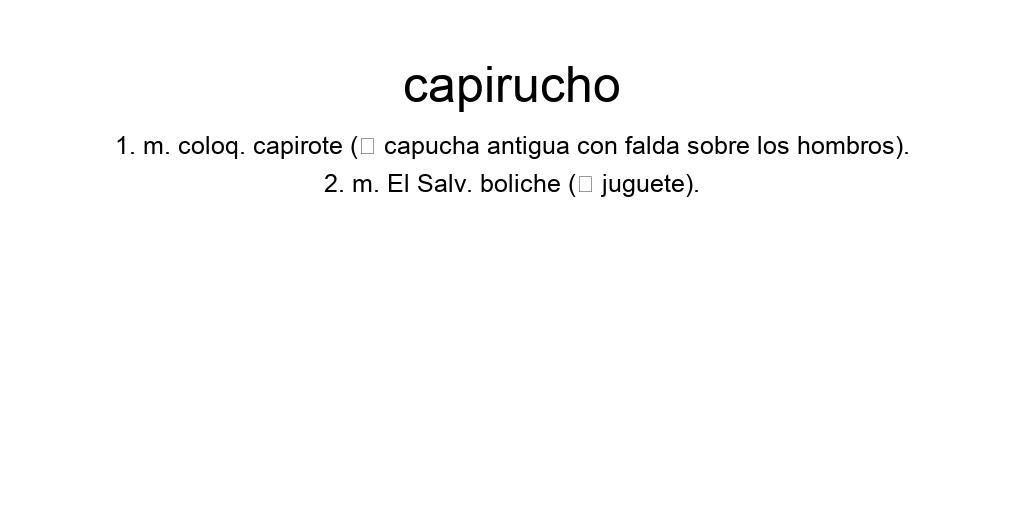 capirucho
1. m. coloq. capirote (□ capucha antigua con falda sobre los hombros).
2. m. El Salv. boliche (□ juguete).